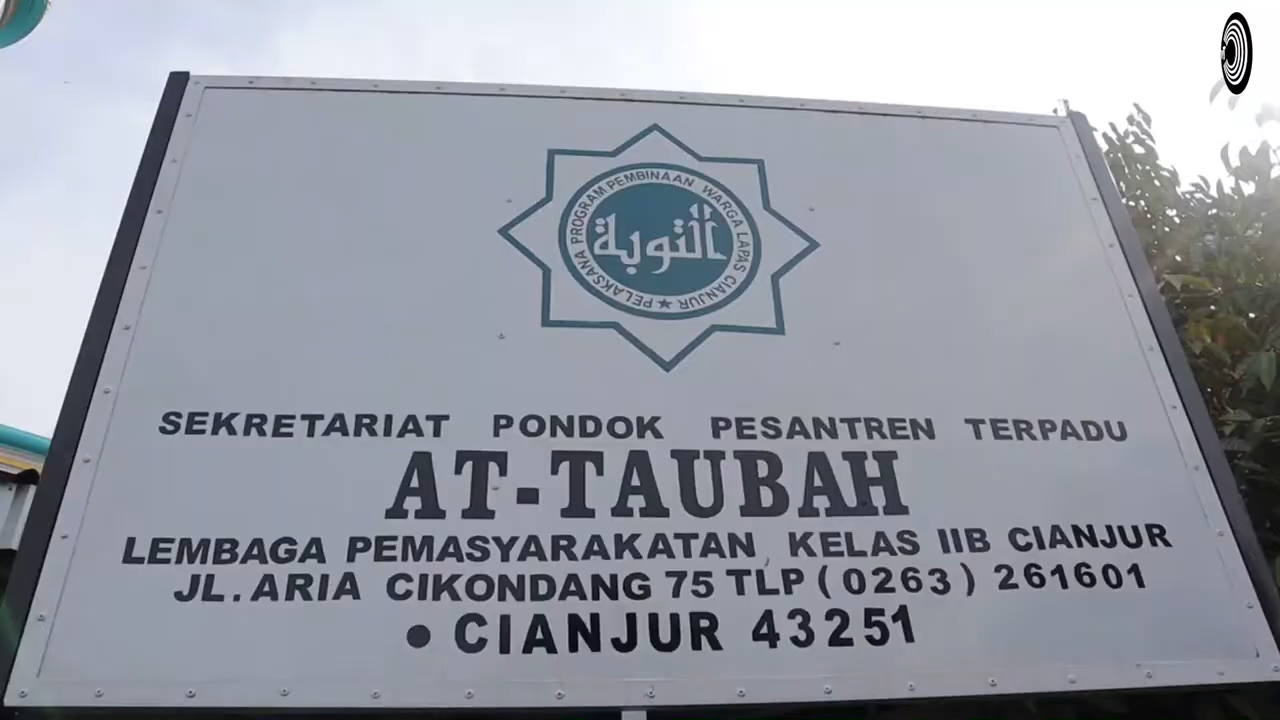 PELAKSANA PROGRAM PEMBINAAN WARGA LAPAS CIANJUR
التوبة
SEKRETARIAT PONDOK PESANTREN TERPADU
AT-TAUBAH
LEMBAGA PEMASYARAKATAN, KELAS IIB CIANJUR
JL. ARIA CIKONDANG 75 TLP (0263) 261601
• CIANJUR 43251